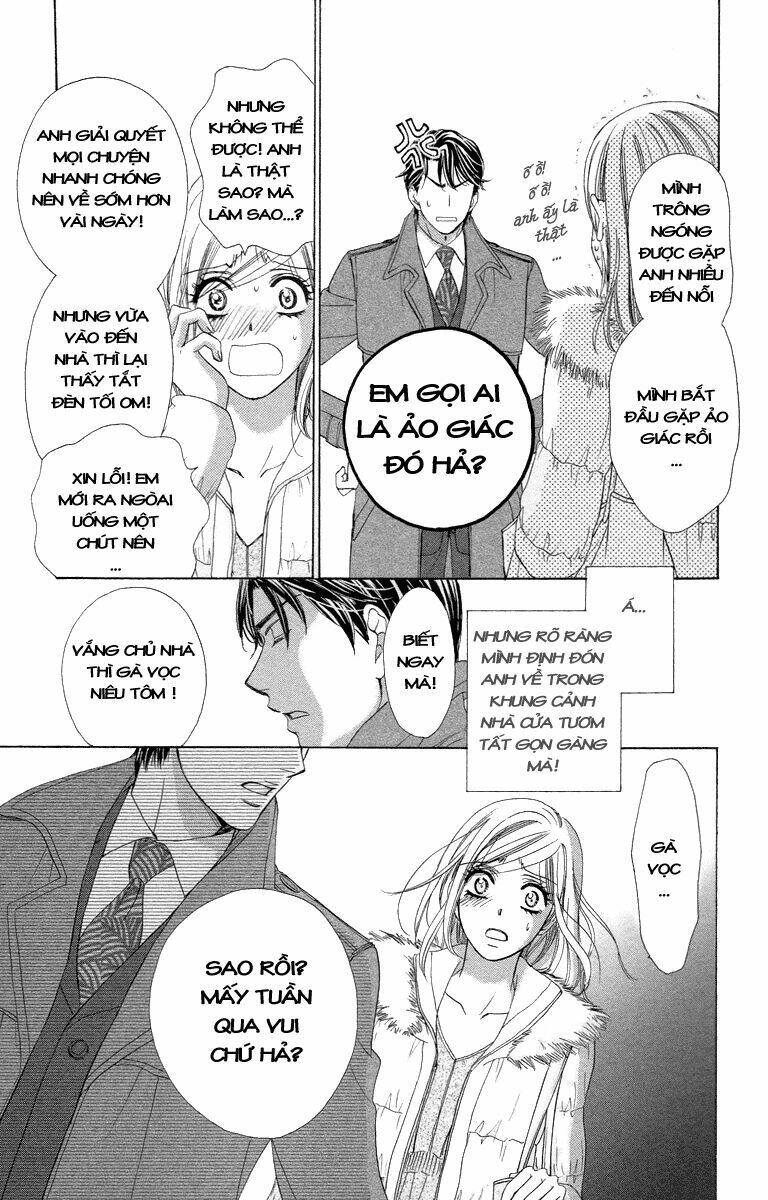 MÌNH
TRÔNG
NGÓNG
ĐƯỢC GẶP
ANH NHIỀU
ĐẾN NỖI
MÌNH BẮT
ĐẦU GẶP ẢO
GIÁC RỒI
...
Ố Ồ!
Ố Ồ!
anh ấy là
thật
...
EM GỌI AI
LÀ ẢO GIÁC
ĐÓ HẢ?
NHƯNG
KHÔNG THỂ
ĐƯỢC! ANH
LÀ THẬT
SAO? MÀ
LÀM SAO...?
ANH GIẢI QUYẾT
MỌI CHUYỆN
NHANH CHÓNG
NÊN VỀ SỚM HƠN
VÀI NGÀY!
NHƯNG VỪA
VÀO ĐẾN
NHÀ THÌ LẠI
THẤY TẮT
ĐÈN TỐI OM!
XIN LỖI! EM
MỚI RA NGOÀI
UỐNG MỘT
CHÚT NÊN
...
Á...
NHƯNG RÕ RÀNG
MÌNH ĐỊNH ĐÓN
ANH VỀ TRONG
KHUNG CẢNH
NHÀ CỬA TƯƠM
TẤT GỌN GÀNG
MÀ!
BIẾT
NGAY
MÀ!
VẮNG CHỦ NHÀ
THÌ GÀ VỌC
NIÊU TÔM !
GÀ
VỌC
...
SAO RỒI?
MẤY TUẦN
QUA VUI
CHỨ HẢ?